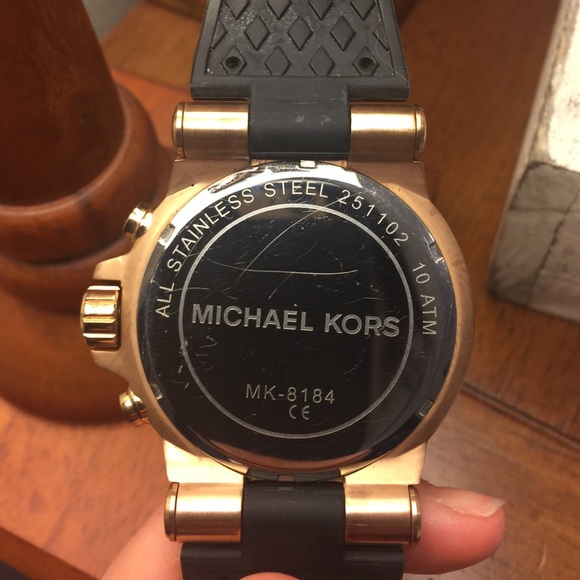 ALL STAINLESS STEEL 251102 10 ATM
MICHAEL KORS
MK-8184
CE